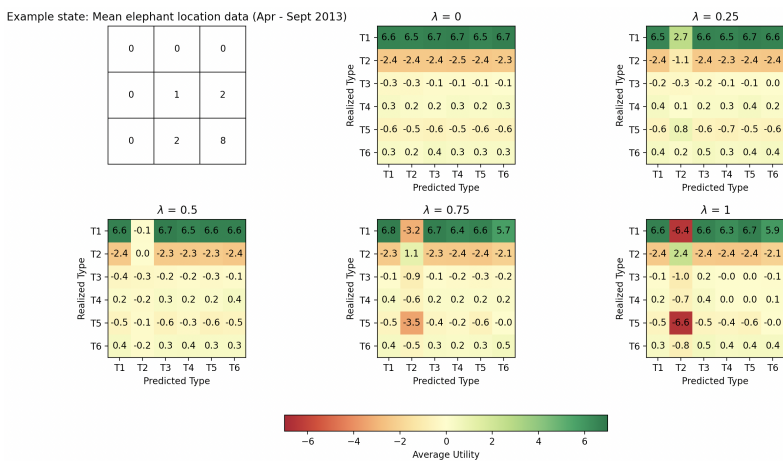 Example state: Mean elephant location data (Apr - Sept 2013)
0 0 0
0 1 2
0 2 8
λ = 0
Realized Type
T1 6.6 6.5 6.7 6.7 6.5 6.7
T2 -2.4 -2.4 -2.4 -2.5 -2.4 -2.3
T3 -0.3 -0.3 -0.1 -0.1 -0.1 -0.1
T4 0.3 0.2 0.2 0.3 0.2 0.3
T5 -0.6 -0.5 -0.6 -0.5 -0.6 -0.6
T6 0.3 0.2 0.4 0.3 0.3 0.3
T1 T2 T3 T4 T5 T6
Predicted Type
λ = 0.25
Realized Type
T1 6.5 2.7 6.6 6.5 6.7 6.6
T2 -2.4 -1.1 -2.4 -2.3 -2.4 -2.4
T3 -0.2 -0.3 -0.2 -0.1 -0.1 0.0
T4 0.4 0.1 0.2 0.3 0.4 0.2
T5 -0.6 0.8 -0.6 -0.7 -0.5 -0.6
T6 0.4 0.2 0.5 0.3 0.4 0.4
T1 T2 T3 T4 T5 T6
Predicted Type
λ = 0.5
Realized Type
T1 6.6 -0.1 6.7 6.5 6.6 6.6
T2 -2.4 0.0 -2.3 -2.3 -2.3 -2.4
T3 -0.4 -0.3 -0.2 -0.2 -0.3 -0.1
T4 0.2 -0.2 0.3 0.2 0.2 0.4
T5 -0.5 -0.1 -0.6 -0.3 -0.6 -0.5
T6 0.4 -0.2 0.3 0.4 0.3 0.3
T1 T2 T3 T4 T5 T6
Predicted Type
λ = 0.75
Realized Type
T1 6.8 -3.2 6.7 6.4 6.6 5.7
T2 -2.4 1.1 -2.3 -2.4 -2.4 -2.1
T3 -0.1 -0.9 -0.1 -0.2 -0.3 -0.2
T4 0.4 -0.6 0.2 0.2 0.2 0.2
T5 -0.5 -3.5 -0.4 -0.2 -0.6 -0.0
T6 0.4 -0.5 0.3 0.2 0.3 0.5
T1 T2 T3 T4 T5 T6
Predicted Type
λ = 1
Realized Type
T1 6.6 -6.4 6.6 6.3 6.7 5.9
T2 -2.4 2.4 -2.4 -2.4 -2.4 -2.1
T3 -0.1 -1.0 0.2 -0.0 -0.0 -0.1
T4 0.2 -0.7 0.4 0.0 0.0 0.1
T5 -0.5 -6.6 -0.5 -0.4 -0.6 -0.0
T6 0.3 -0.8 0.5 0.4 0.4 0.4
T1 T2 T3 T4 T5 T6
Predicted Type
−6 −4 −2 0 2 4 6
Average Utility